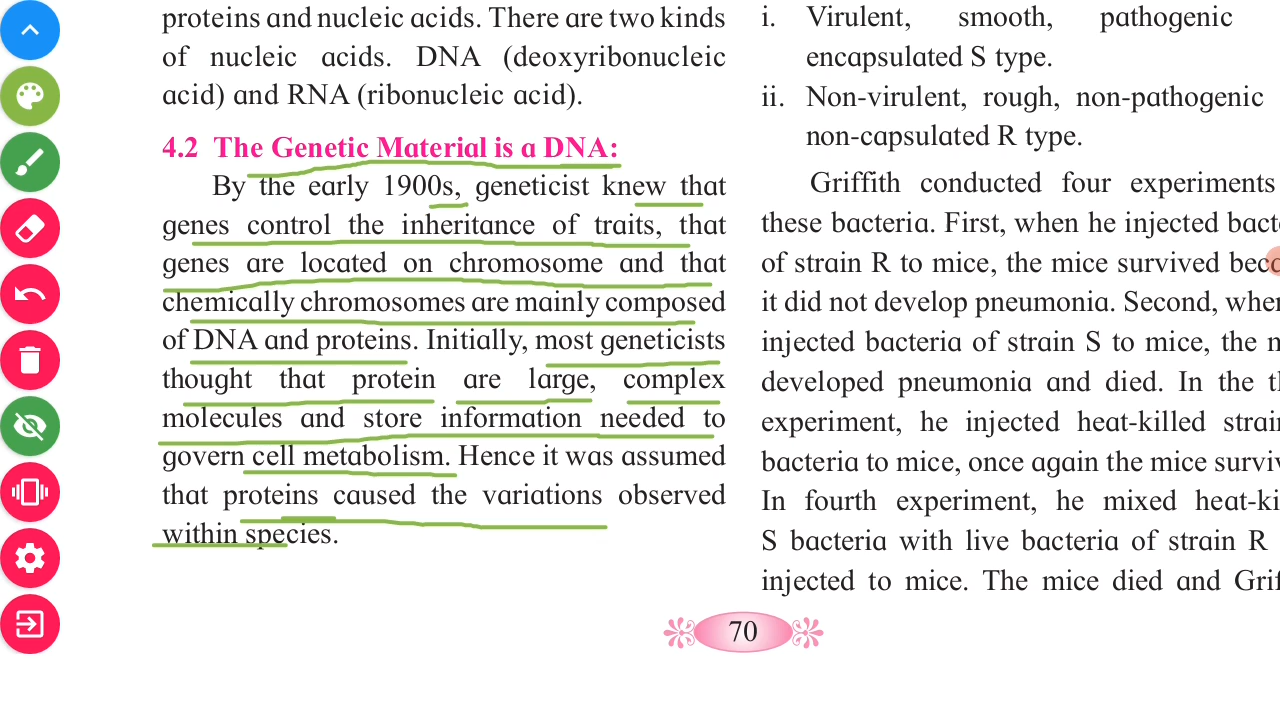 proteins and nucleic acids. There are two kinds
of nucleic acids. DNA (deoxyribonucleic
acid) and RNA (ribonucleic acid).
4.2 The Genetic Material is a DNA:
By the early 1900s, geneticist knew that
genes control the inheritance of traits, that
genes are located on chromosome and that
chemically chromosomes are mainly composed
of DNA and proteins. Initially, most geneticists
thought that protein are large, complex
molecules and store information needed to
govern cell metabolism. Hence it was assumed
that proteins caused the variations observed
within species.
i. Virulent, smooth, pathogenic
encapsulated S type.
ii. Non-virulent, rough, non-pathogenic
non-capsulated R type.
Griffith conducted four experiments
these bacteria. First, when he injected
of strain R to mice, the mice survived
it did not develop pneumonia. Second,
injected bacteria of strain S to mice, the
developed pneumonia and died. In the
experiment, he injected heat-killed
bacteria to mice, once again the mice
In fourth experiment, he mixed
S bacteria with live bacteria of strain R
injected to mice. The mice died and
70